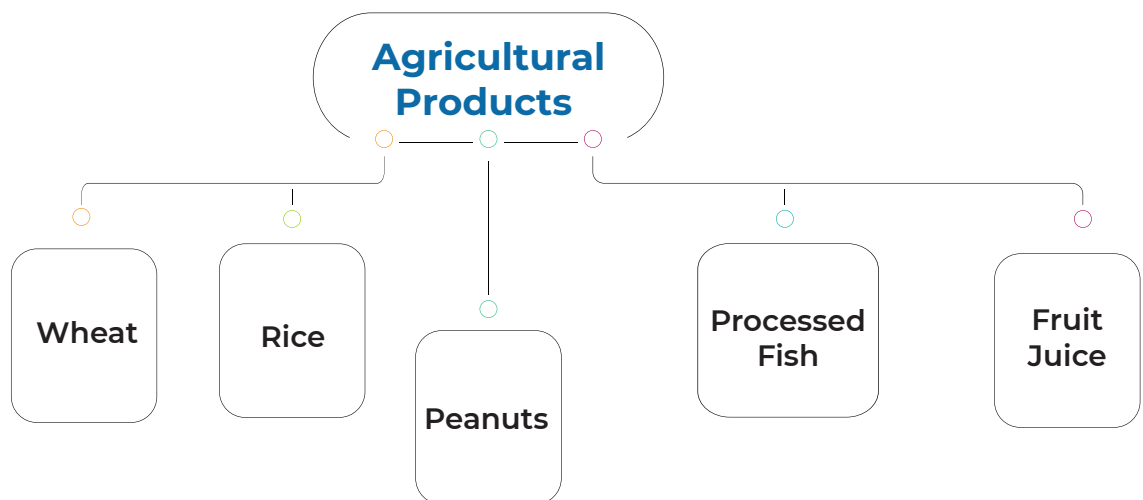 Agricultural
Products
Wheat
Rice
Peanuts
Processed
Fish
Fruit
Juice